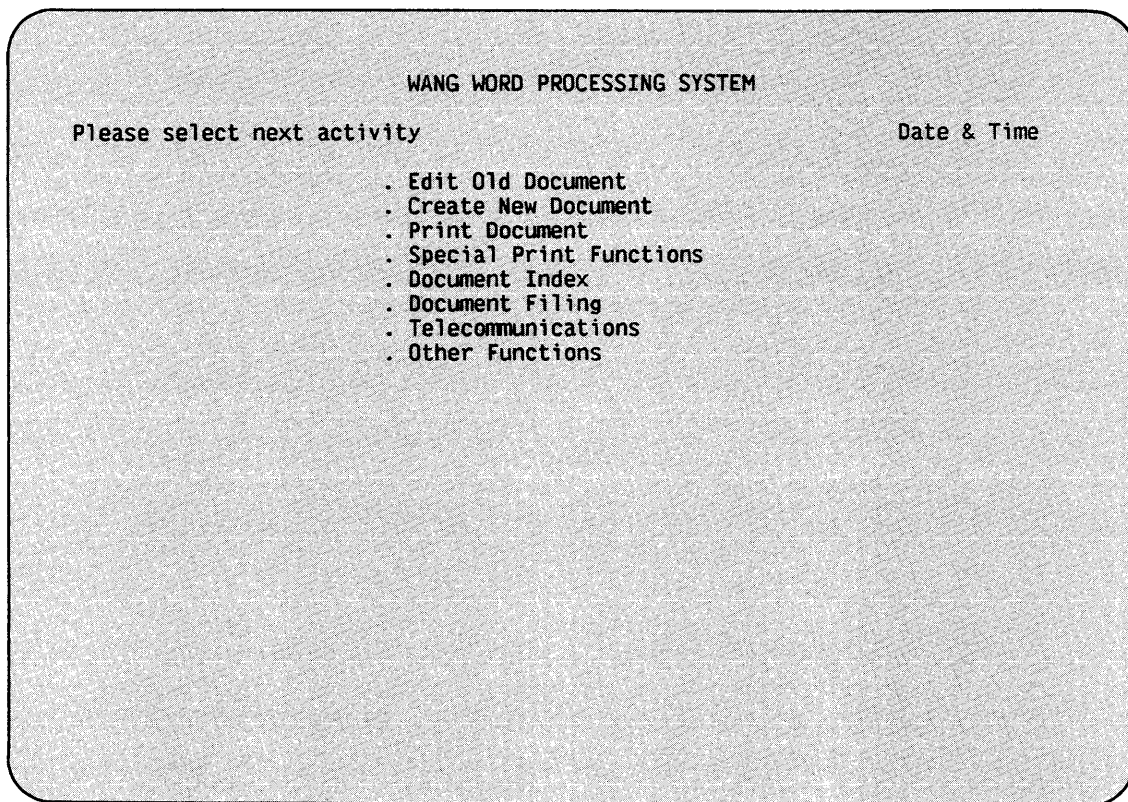 WANG WORD PROCESSING SYSTEM
Please select next activity Date & Time
. Edit Old Document
. Create New Document
. Print Document
. Special Print Functions
. Document Index
. Document Filing
. Telecommunications
. Other Functions